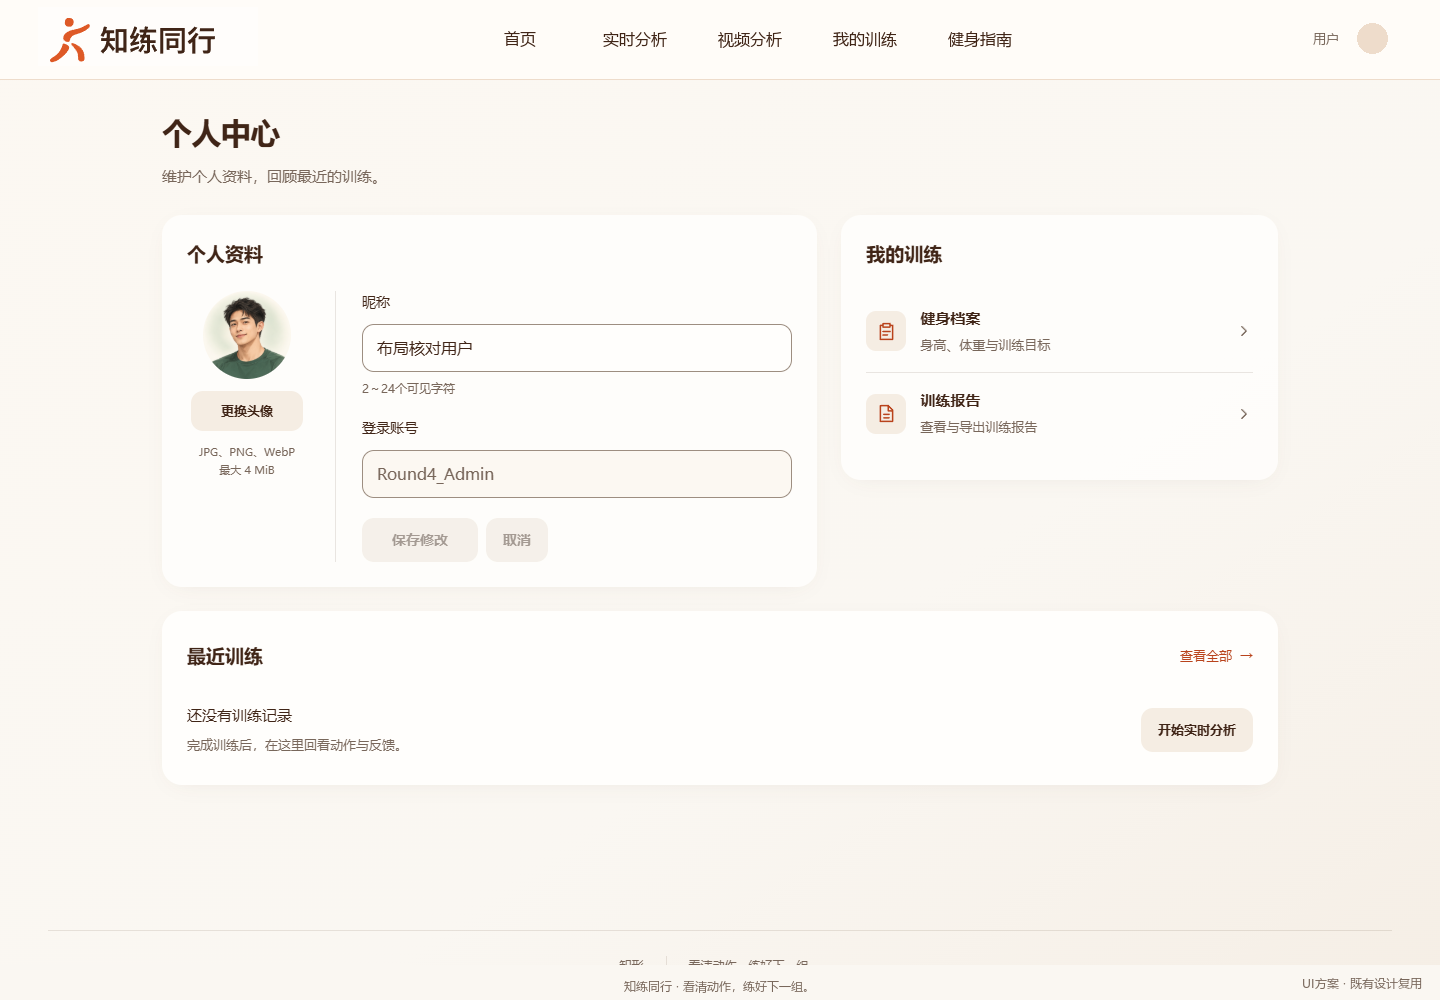 知练同行
首页 实时分析 视频分析 我的训练 健身指南
用户
个人中心
维护个人资料，回顾最近的训练。
个人资料
更换头像
JPG、PNG、WebP
最大 4 MiB
昵称
布局核对用户
2～24个可见字符
登录账号
Round4_Admin
保存修改 取消
我的训练
健身档案
身高、体重与训练目标
训练报告
查看与导出训练报告
最近训练
查看全部 →
还没有训练记录
完成训练后，在这里回看动作与反馈。
开始实时分析
知练同行 · 看清动作，练好下一组。
UI方案 · 既有设计复用